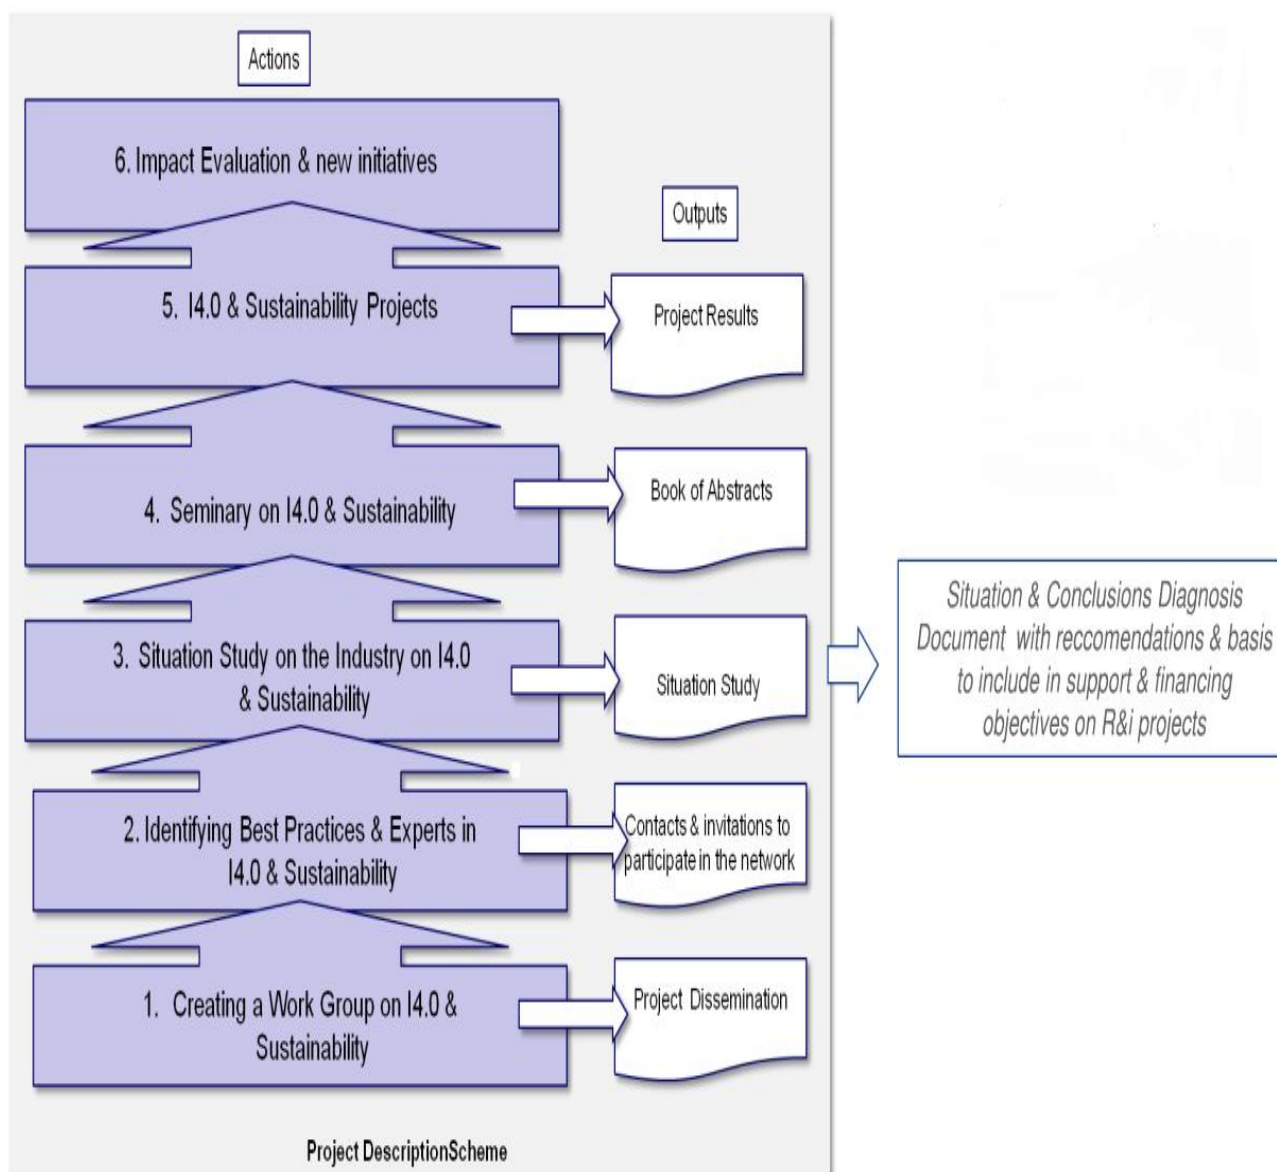 Actions
6. Impact Evaluation & new initiatives
Outputs
5. I4.0 & Sustainability Projects
Project Results
4. Seminary on I4.0 & Sustainability
Book of Abstracts
3. Situation Study on the Industry on I4.0
& Sustainability
Situation Study
Situation & Conclusions Diagnosis
Document with reccomendations & basis
to include in support & financing
objectives on R&i projects
2. Identifying Best Practices & Experts in
I4.0 & Sustainability
Contacts & invitations to
participate in the network
1. Creating a Work Group on I4.0 &
Sustainability
Project Dissemination
Project DescriptionScheme